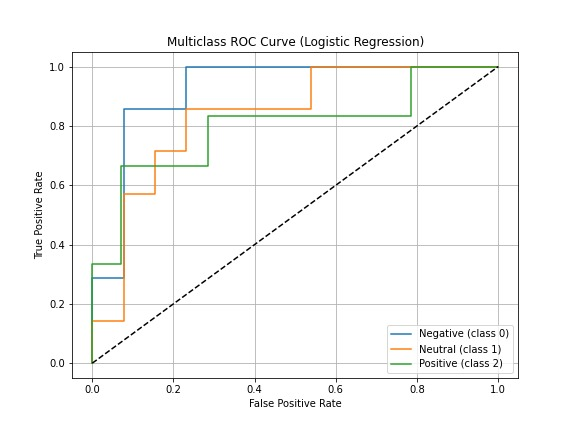 Multiclass ROC Curve (Logistic Regression)
1.0
0.8
0.6
0.4
0.2
0.0
True Positive Rate
Negative (class 0)
Neutral (class 1)
Positive (class 2)
0.0 0.2 0.4 0.6 0.8 1.0
False Positive Rate